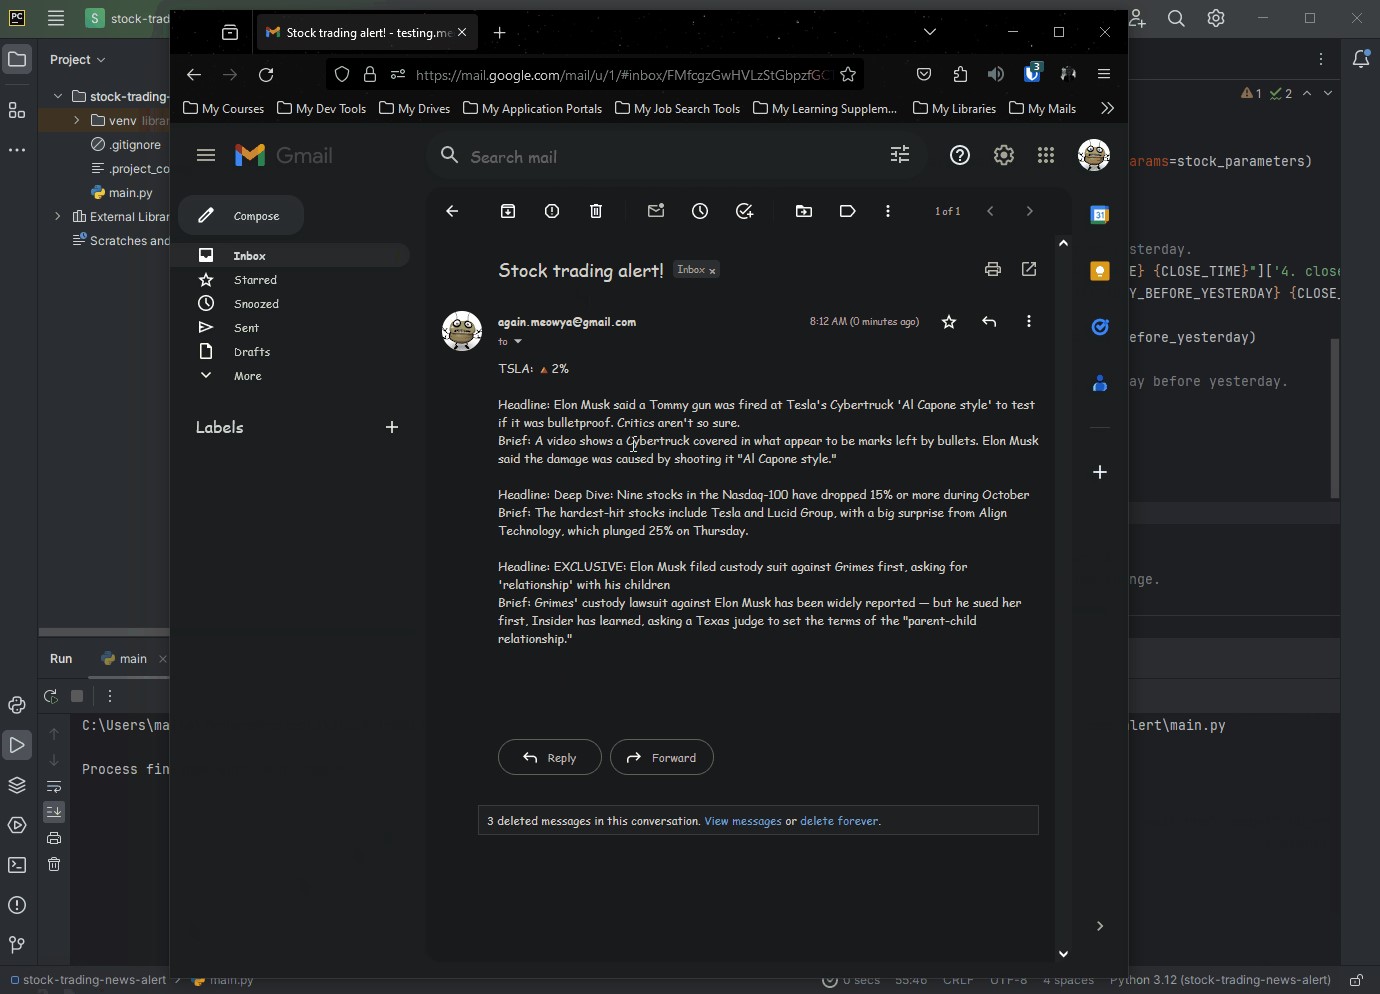 PC
S
stock-trad
Stock trading alert! - testing.me
https://mail.google.com/mail/u/1/#inbox/FMfcgzGwHVLzStGbpzfGC
3
My Courses My Dev Tools My Drives My Application Portals My Job Search Tools My Learning Supplem... My Libraries My Mails
Project
stock-trading-
venv libra
.gitignore
.project_co
main.py
External Librar
Scratches and
Gmail
Search mail
Compose
Inbox
Starred
Snoozed
Sent
Drafts
More
Labels
1 of 1
31
Stock trading alert! Inbox x
again.meowya@gmail.com
8:12 AM (0 minutes ago)
to
TSLA: 🔺2%
Headline: Elon Musk said a Tommy gun was fired at Tesla's Cybertruck 'Al Capone style' to test
if it was bulletproof. Critics aren't so sure.
Brief: A video shows a Cybertruck covered in what appear to be marks left by bullets. Elon Musk
said the damage was caused by shooting it "Al Capone style."
Headline: Deep Dive: Nine stocks in the Nasdaq-100 have dropped 15% or more during October
Brief: The hardest-hit stocks include Tesla and Lucid Group, with a big surprise from Align
Technology, which plunged 25% on Thursday.
Headline: EXCLUSIVE: Elon Musk filed custody suit against Grimes first, asking for
'relationship' with his children
Brief: Grimes' custody lawsuit against Elon Musk has been widely reported — but he sued her
first, Insider has learned, asking a Texas judge to set the terms of the "parent-child
relationship."
Reply Forward
3 deleted messages in this conversation. View messages or delete forever.
1 2
arams=stock_parameters)
sterday.
E} {CLOSE_TIME}"]['4. close
Y_BEFORE_YESTERDAY} {CLOSE_
efore_yesterday)
ay before yesterday.
nge.
Run
main
C:\Users\ma
lert\main.py
Process fin
stock-trading-news-alert
main.py
0 secs 55:46 CRLF UTF-8 4 spaces Python 3.12 (stock-trading-news-alert)